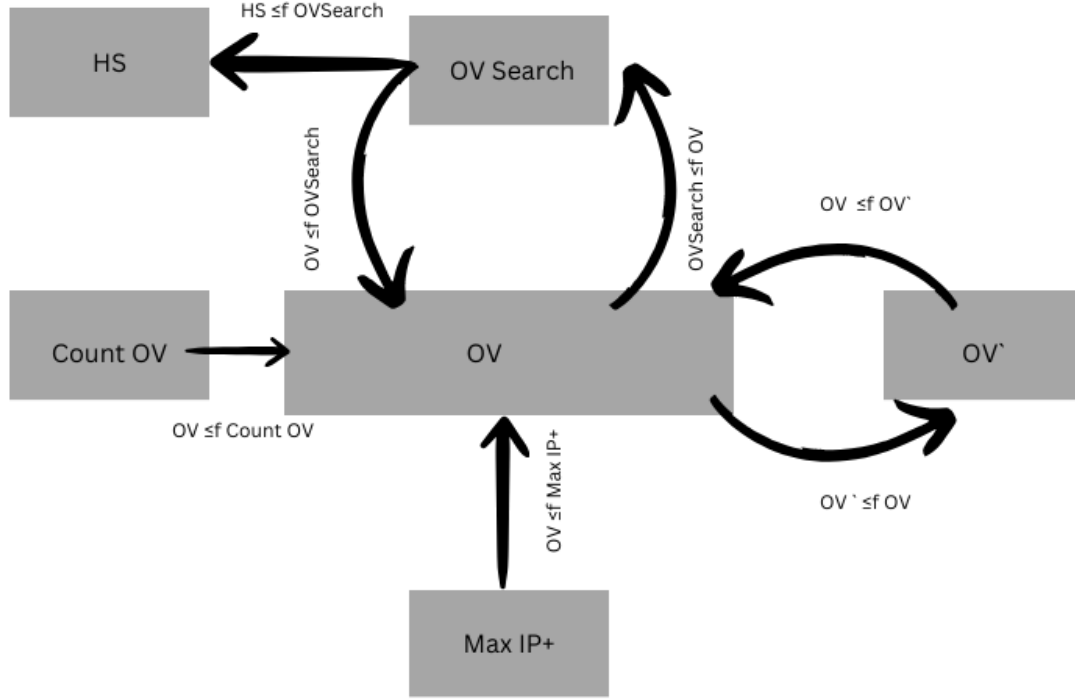 HS ≤f OVSearch
HS
OV Search
OV ≤f OVSearch
OVSearch ≤f OV
OV ≤f OV`
Count OV
OV
OV`
OV ≤f Count OV
OV ≤f Max IP+
OV ` ≤f OV
Max IP+